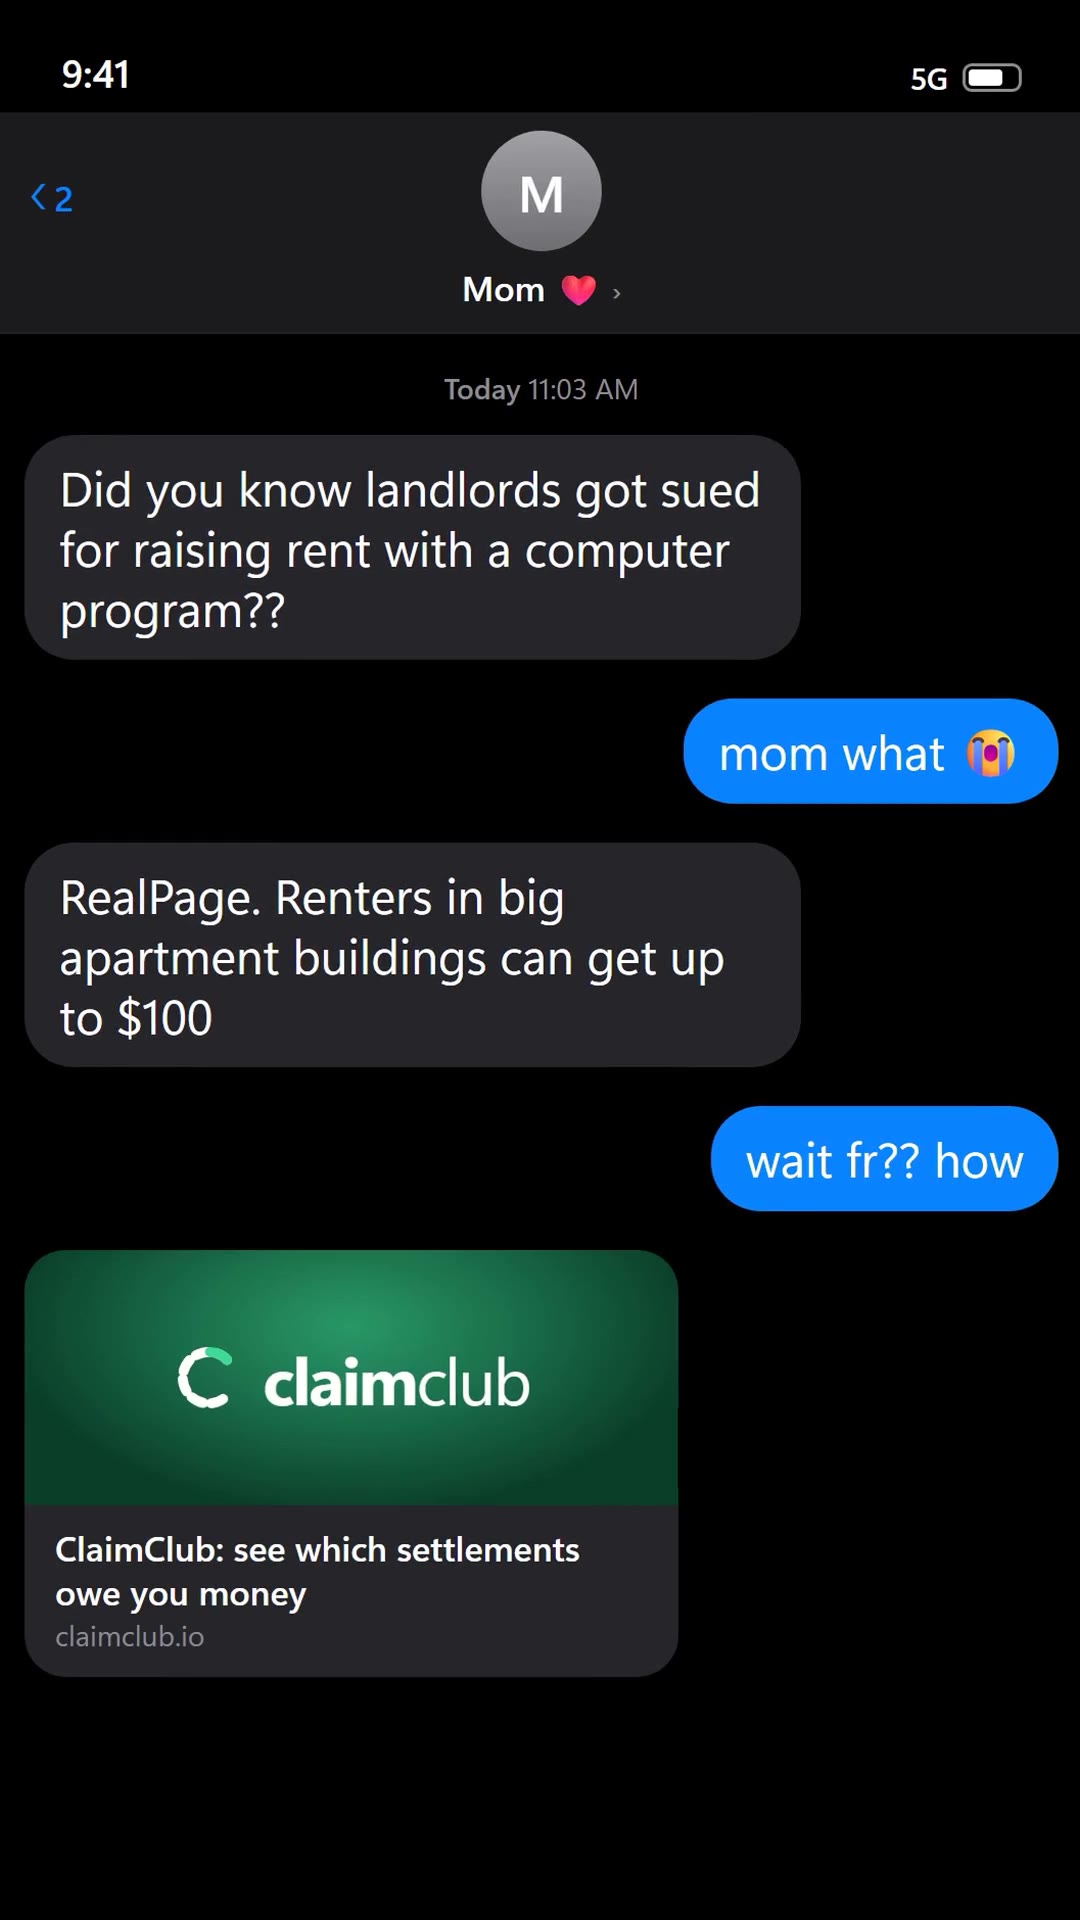 9:41
5G
2
M
Mom ❤️ ›
Today 11:03 AM
Did you know landlords got sued
for raising rent with a computer
program??
mom what 😭
RealPage. Renters in big
apartment buildings can get up
to $100
wait fr?? how
claimclub
ClaimClub: see which settlements
owe you money
claimclub.io